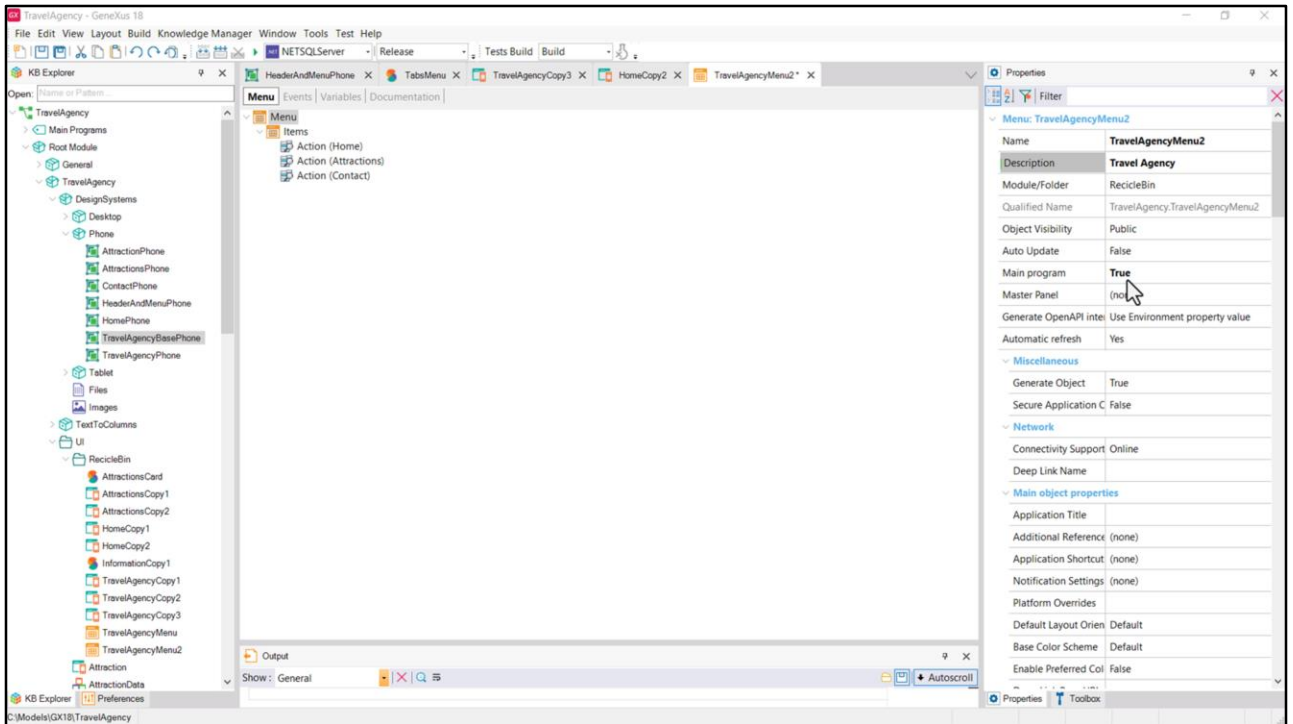 TravelAgency - GeneXus 18
File Edit View Layout Build Knowledge Manager Window Tools Test Help
NETSQLServer Release Tests Build Build
KB Explorer
Open: Name or Pattern...
TravelAgency
Main Programs
Root Module
General
TravelAgency
DesignSystems
Desktop
Phone
AttractionPhone
AttractionsPhone
ContactPhone
HeaderAndMenuPhone
HomePhone
TravelAgencyBasePhone
TravelAgencyPhone
Tablet
Files
Images
TextToColumns
UI
RecicleBin
AttractionsCard
AttractionsCopy1
AttractionsCopy2
HomeCopy1
HomeCopy2
InformationCopy1
TravelAgencyCopy1
TravelAgencyCopy2
TravelAgencyCopy3
TravelAgencyMenu
TravelAgencyMenu2
Attraction
AttractionData
KB Explorer Preferences
C:\Models\GX18\TravelAgency
HeaderAndMenuPhone X TabsMenu X TravelAgencyCopy3 X HomeCopy2 X TravelAgencyMenu2* X
Menu Events Variables Documentation
Menu
Items
Action (Home)
Action (Attractions)
Action (Contact)
Output
Show: General Autoscroll
Properties
Filter
Menu: TravelAgencyMenu2
Name TravelAgencyMenu2
Description Travel Agency
Module/Folder RecicleBin
Qualified Name TravelAgency.TravelAgencyMenu2
Object Visibility Public
Auto Update False
Main program True
Master Panel
Generate OpenAPI inte Use Environment property value
Automatic refresh Yes
Miscellaneous
Generate Object True
Secure Application C False
Network
Connectivity Support Online
Deep Link Name
Main object properties
Application Title
Additional Reference (none)
Application Shortcut (none)
Notification Settings (none)
Platform Overrides
Default Layout Orien Default
Base Color Scheme Default
Enable Preferred Col False
Properties Toolbox